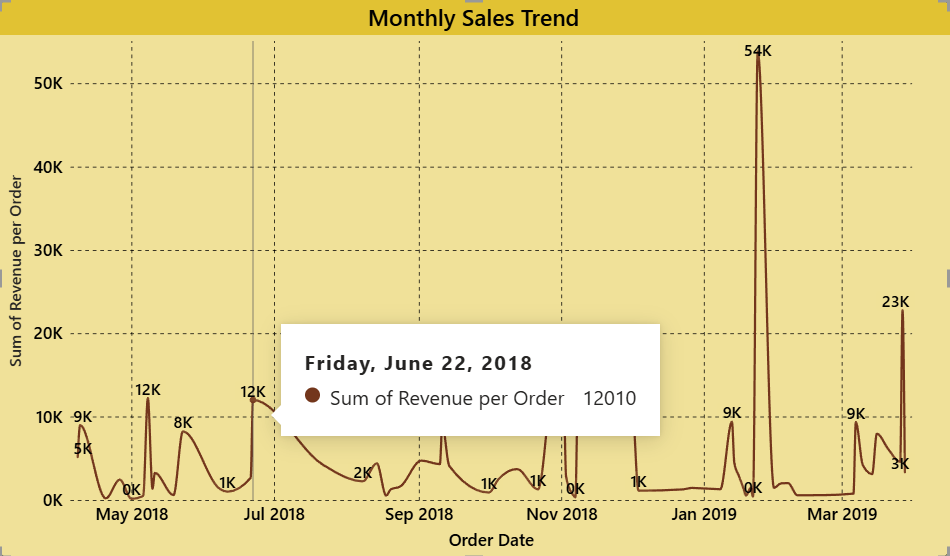 Monthly Sales Trend
Sum of Revenue per Order
50K
40K
30K
20K
10K
0K
54K
23K
12K
12K
9K
9K
9K
8K
5K
3K
2K
1K
1K
1K
1K
0K
0K
0K
Friday, June 22, 2018
Sum of Revenue per Order 12010
May 2018 Jul 2018 Sep 2018 Nov 2018 Jan 2019 Mar 2019
Order Date